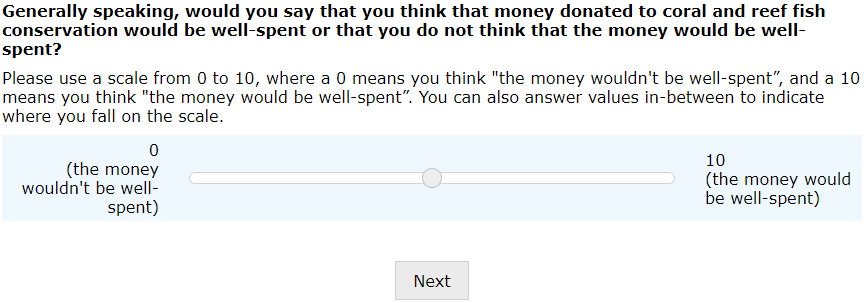 Generally speaking, would you say that you think that money donated to coral and reef fish
conservation would be well-spent or that you do not think that the money would be well-
spent?
Please use a scale from 0 to 10, where a 0 means you think "the money wouldn't be well-spent”, and a 10
means you think "the money would be well-spent”. You can also answer values in-between to indicate
where you fall on the scale.
0
(the money
wouldn't be well-
spent)
10
(the money would
be well-spent)
Next